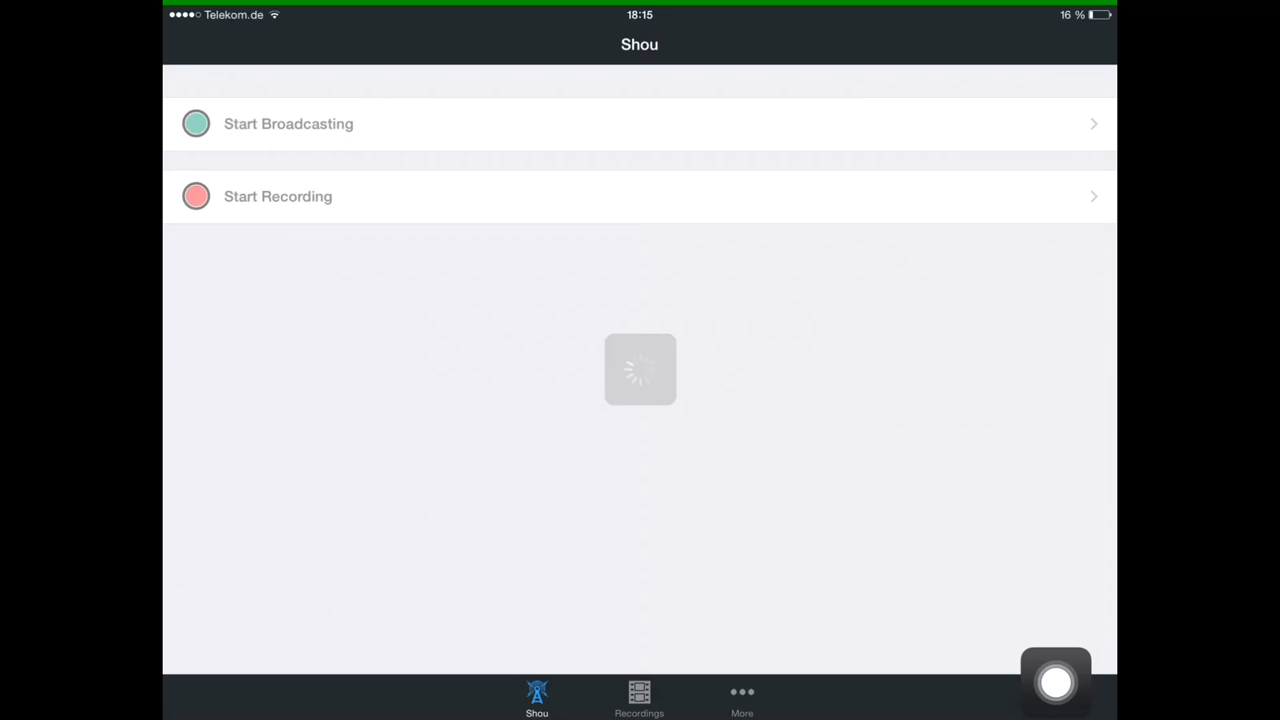 Telekom.de 18:15 16 %
Shou
Start Broadcasting
Start Recording
Shou Recordings More